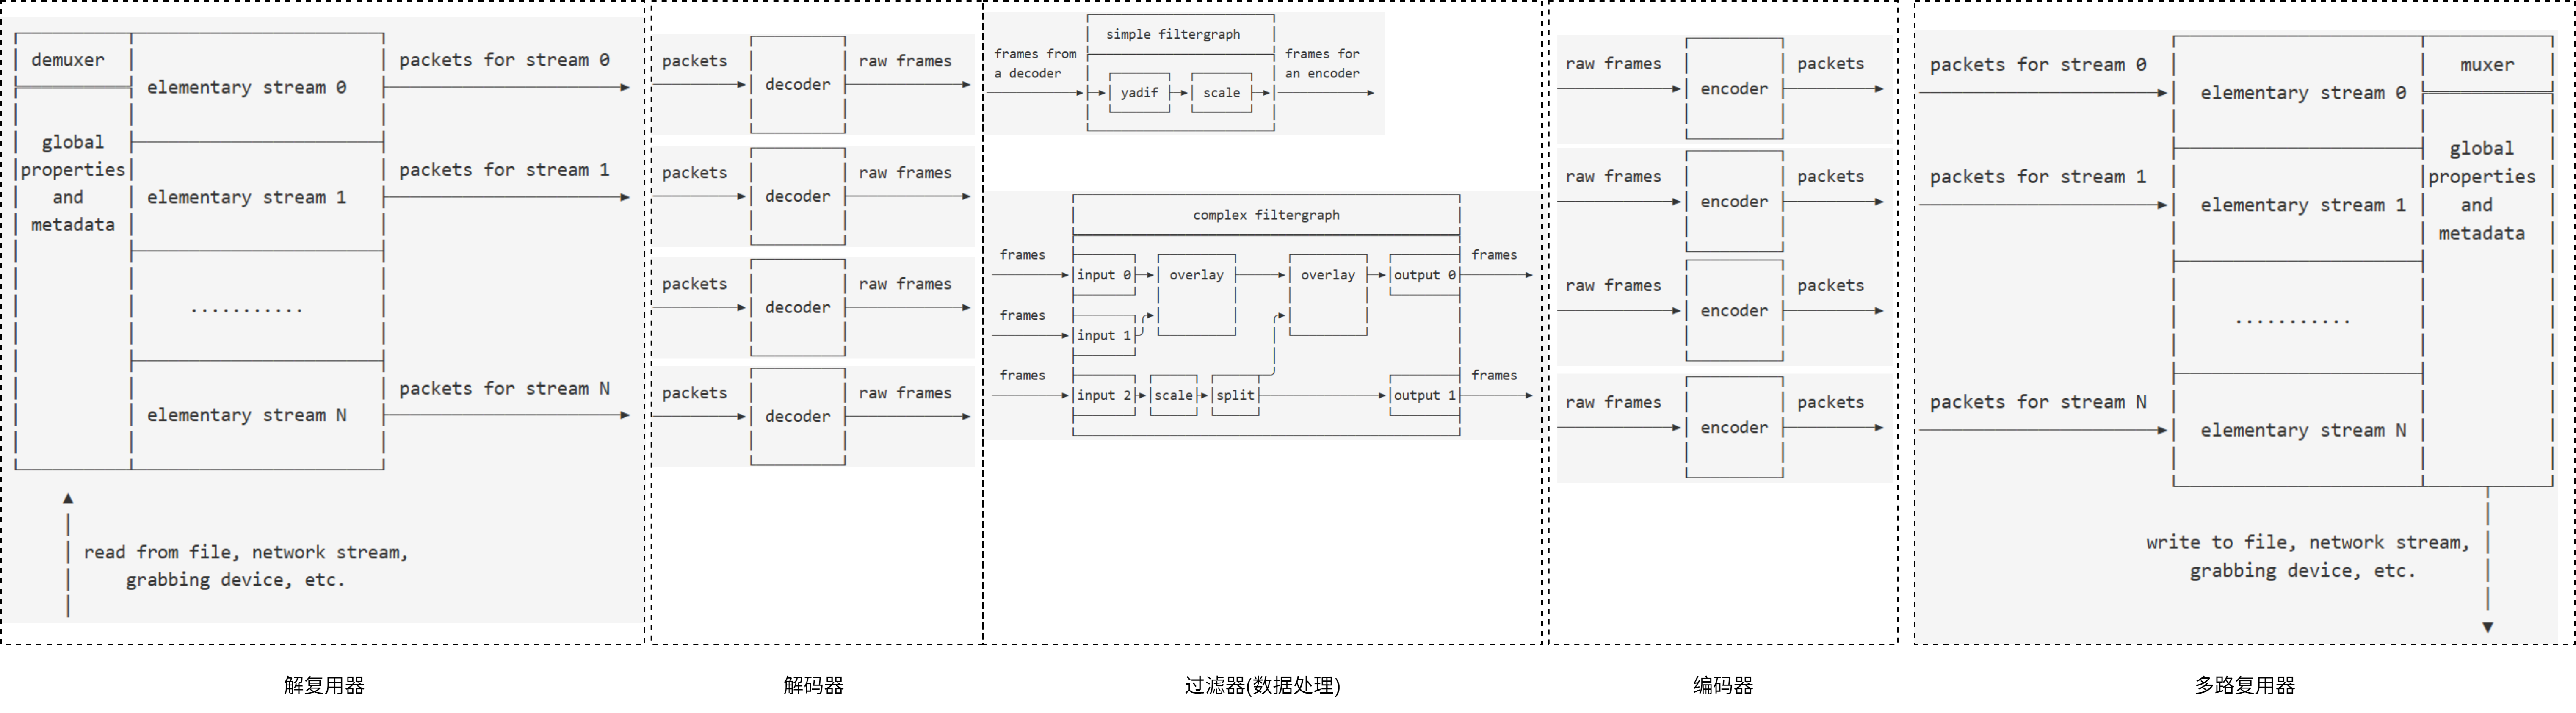 demuxer
global
properties
and
metadata
elementary stream 0
elementary stream 1
...........
elementary stream N
packets for stream 0
packets for stream 1
packets for stream N
read from file, network stream,
grabbing device, etc.
解复用器
packets
decoder
raw frames
packets
decoder
raw frames
packets
decoder
raw frames
packets
decoder
raw frames
解码器
simple filtergraph
frames from
a decoder
yadif
scale
frames for
an encoder
complex filtergraph
frames
input 0
overlay
overlay
output 0
frames
frames
input 1
frames
input 2
scale
split
output 1
frames
过滤器(数据处理)
raw frames
encoder
packets
raw frames
encoder
packets
raw frames
encoder
packets
raw frames
encoder
packets
编码器
packets for stream 0
packets for stream 1
packets for stream N
elementary stream 0
elementary stream 1
...........
elementary stream N
muxer
global
properties
and
metadata
write to file, network stream,
grabbing device, etc.
多路复用器